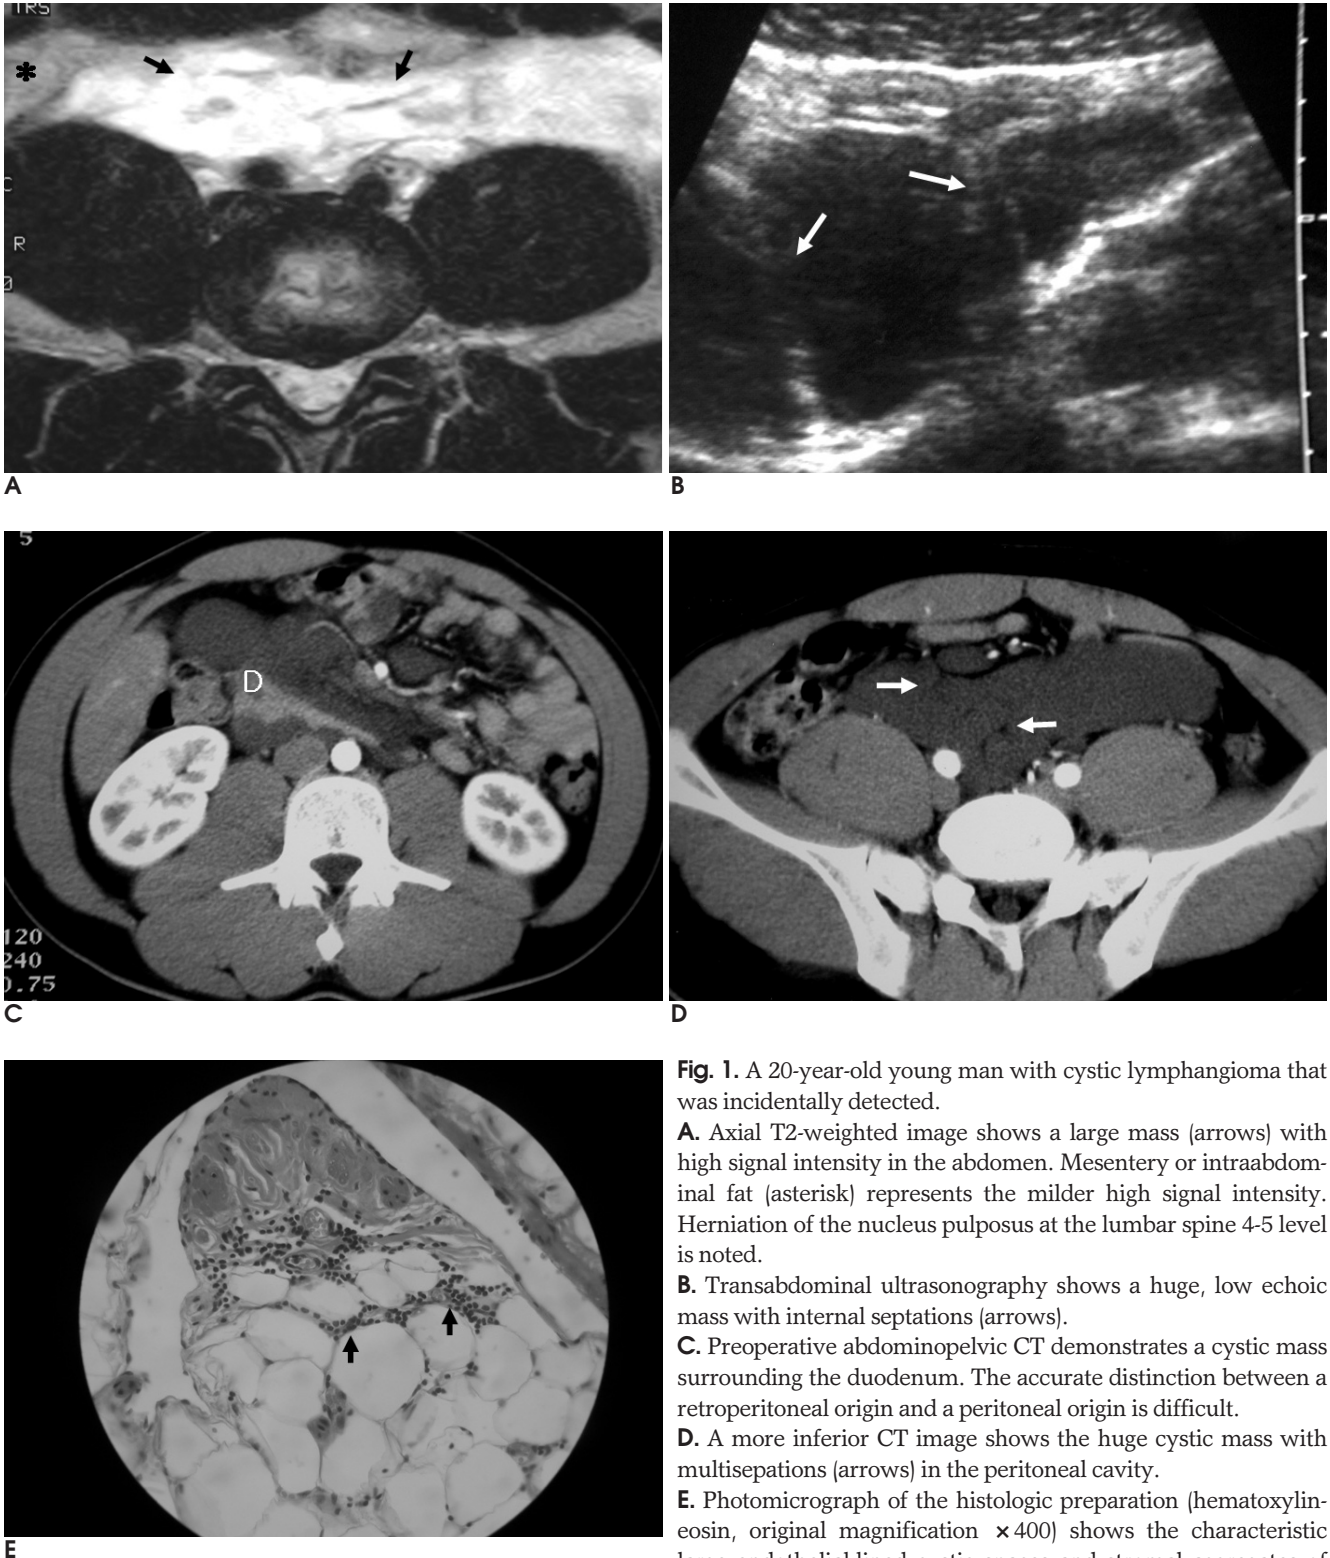 TRS
*
C
R
0
A
B
5
D
120
240
0.75
C
D
E
Fig. 1. A 20-year-old young man with cystic lymphangioma that
was incidentally detected.
A. Axial T2-weighted image shows a large mass (arrows) with
high signal intensity in the abdomen. Mesentery or intraabdom-
inal fat (asterisk) represents the milder high signal intensity.
Herniation of the nucleus pulposus at the lumbar spine 4-5 level
is noted.
B. Transabdominal ultrasonography shows a huge, low echoic
mass with internal septations (arrows).
C. Preoperative abdominopelvic CT demonstrates a cystic mass
surrounding the duodenum. The accurate distinction between a
retroperitoneal origin and a peritoneal origin is difficult.
D. A more inferior CT image shows the huge cystic mass with
multisepations (arrows) in the peritoneal cavity.
E. Photomicrograph of the histologic preparation (hematoxylin-
eosin, original magnification ×400) shows the characteristic